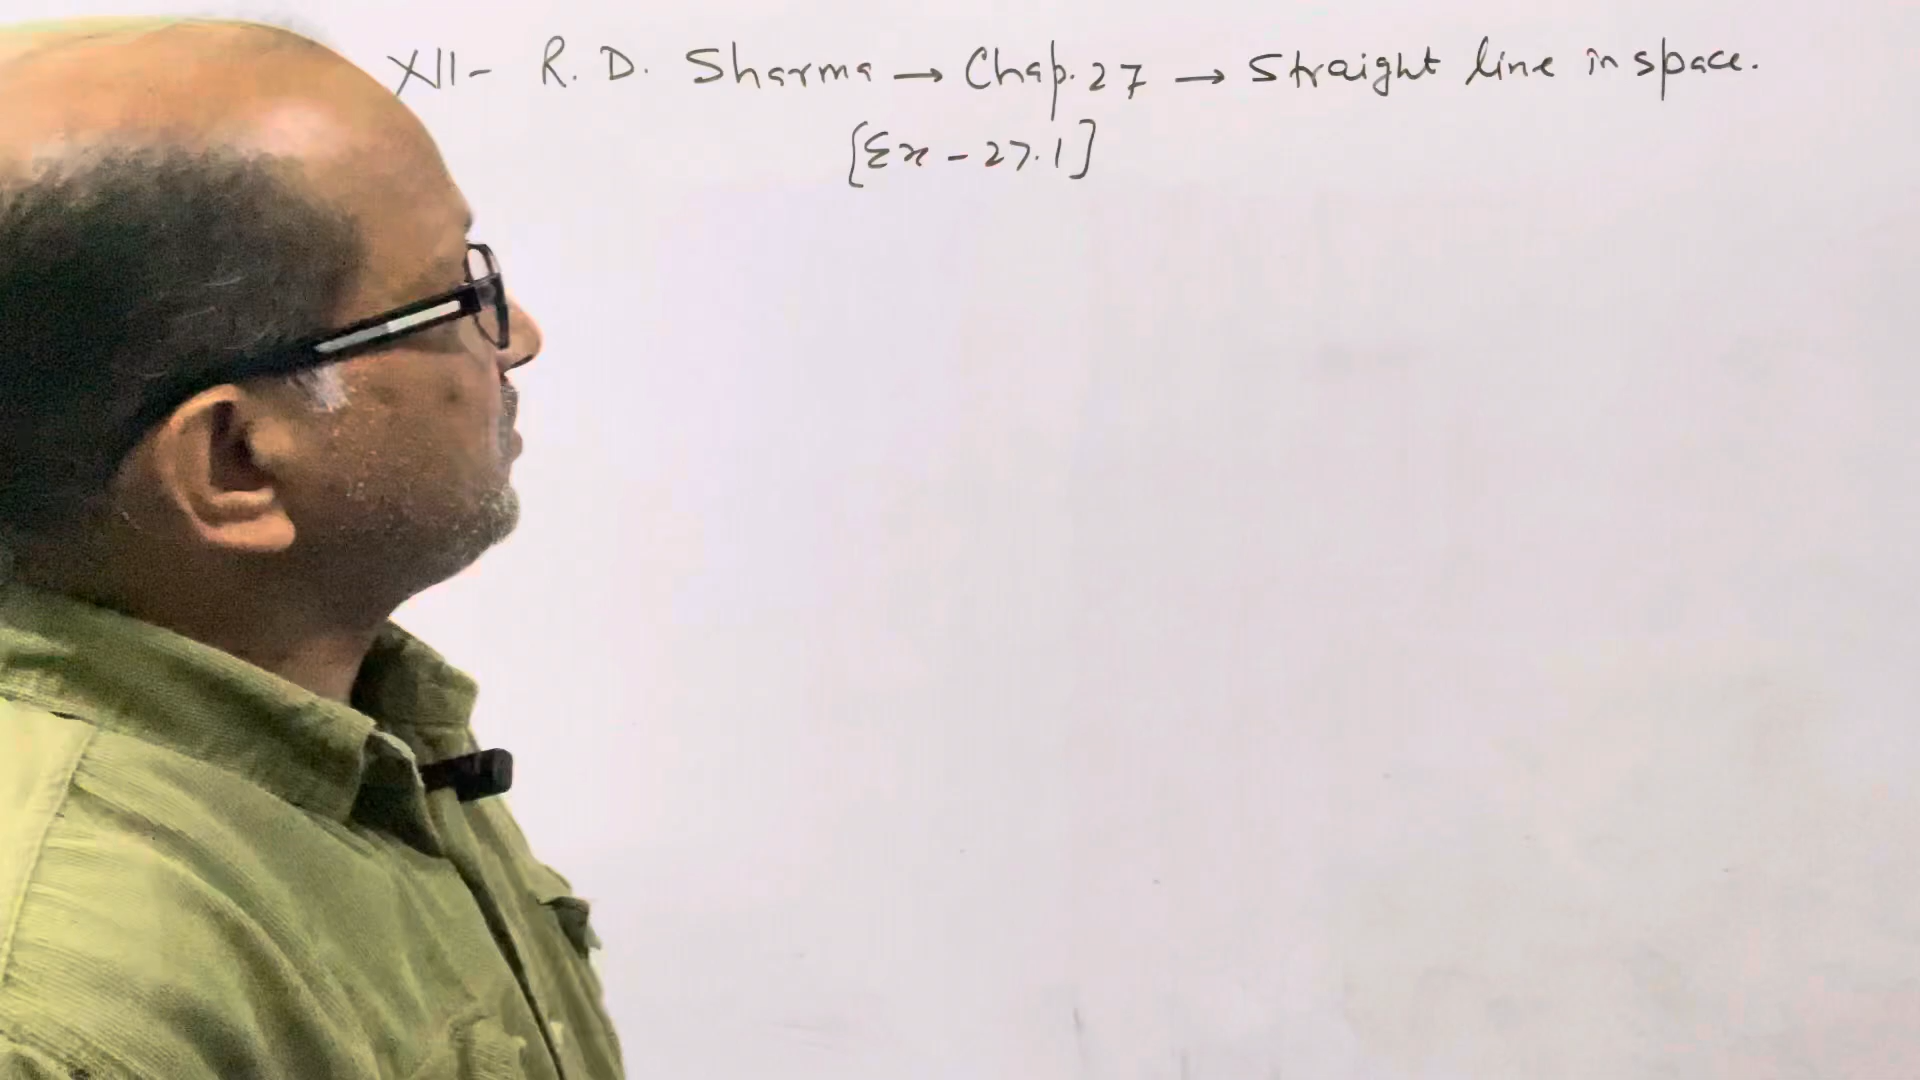 XII - R. D. Sharma → Chap. 27 → Straight line in space.
[Ex - 27.1]